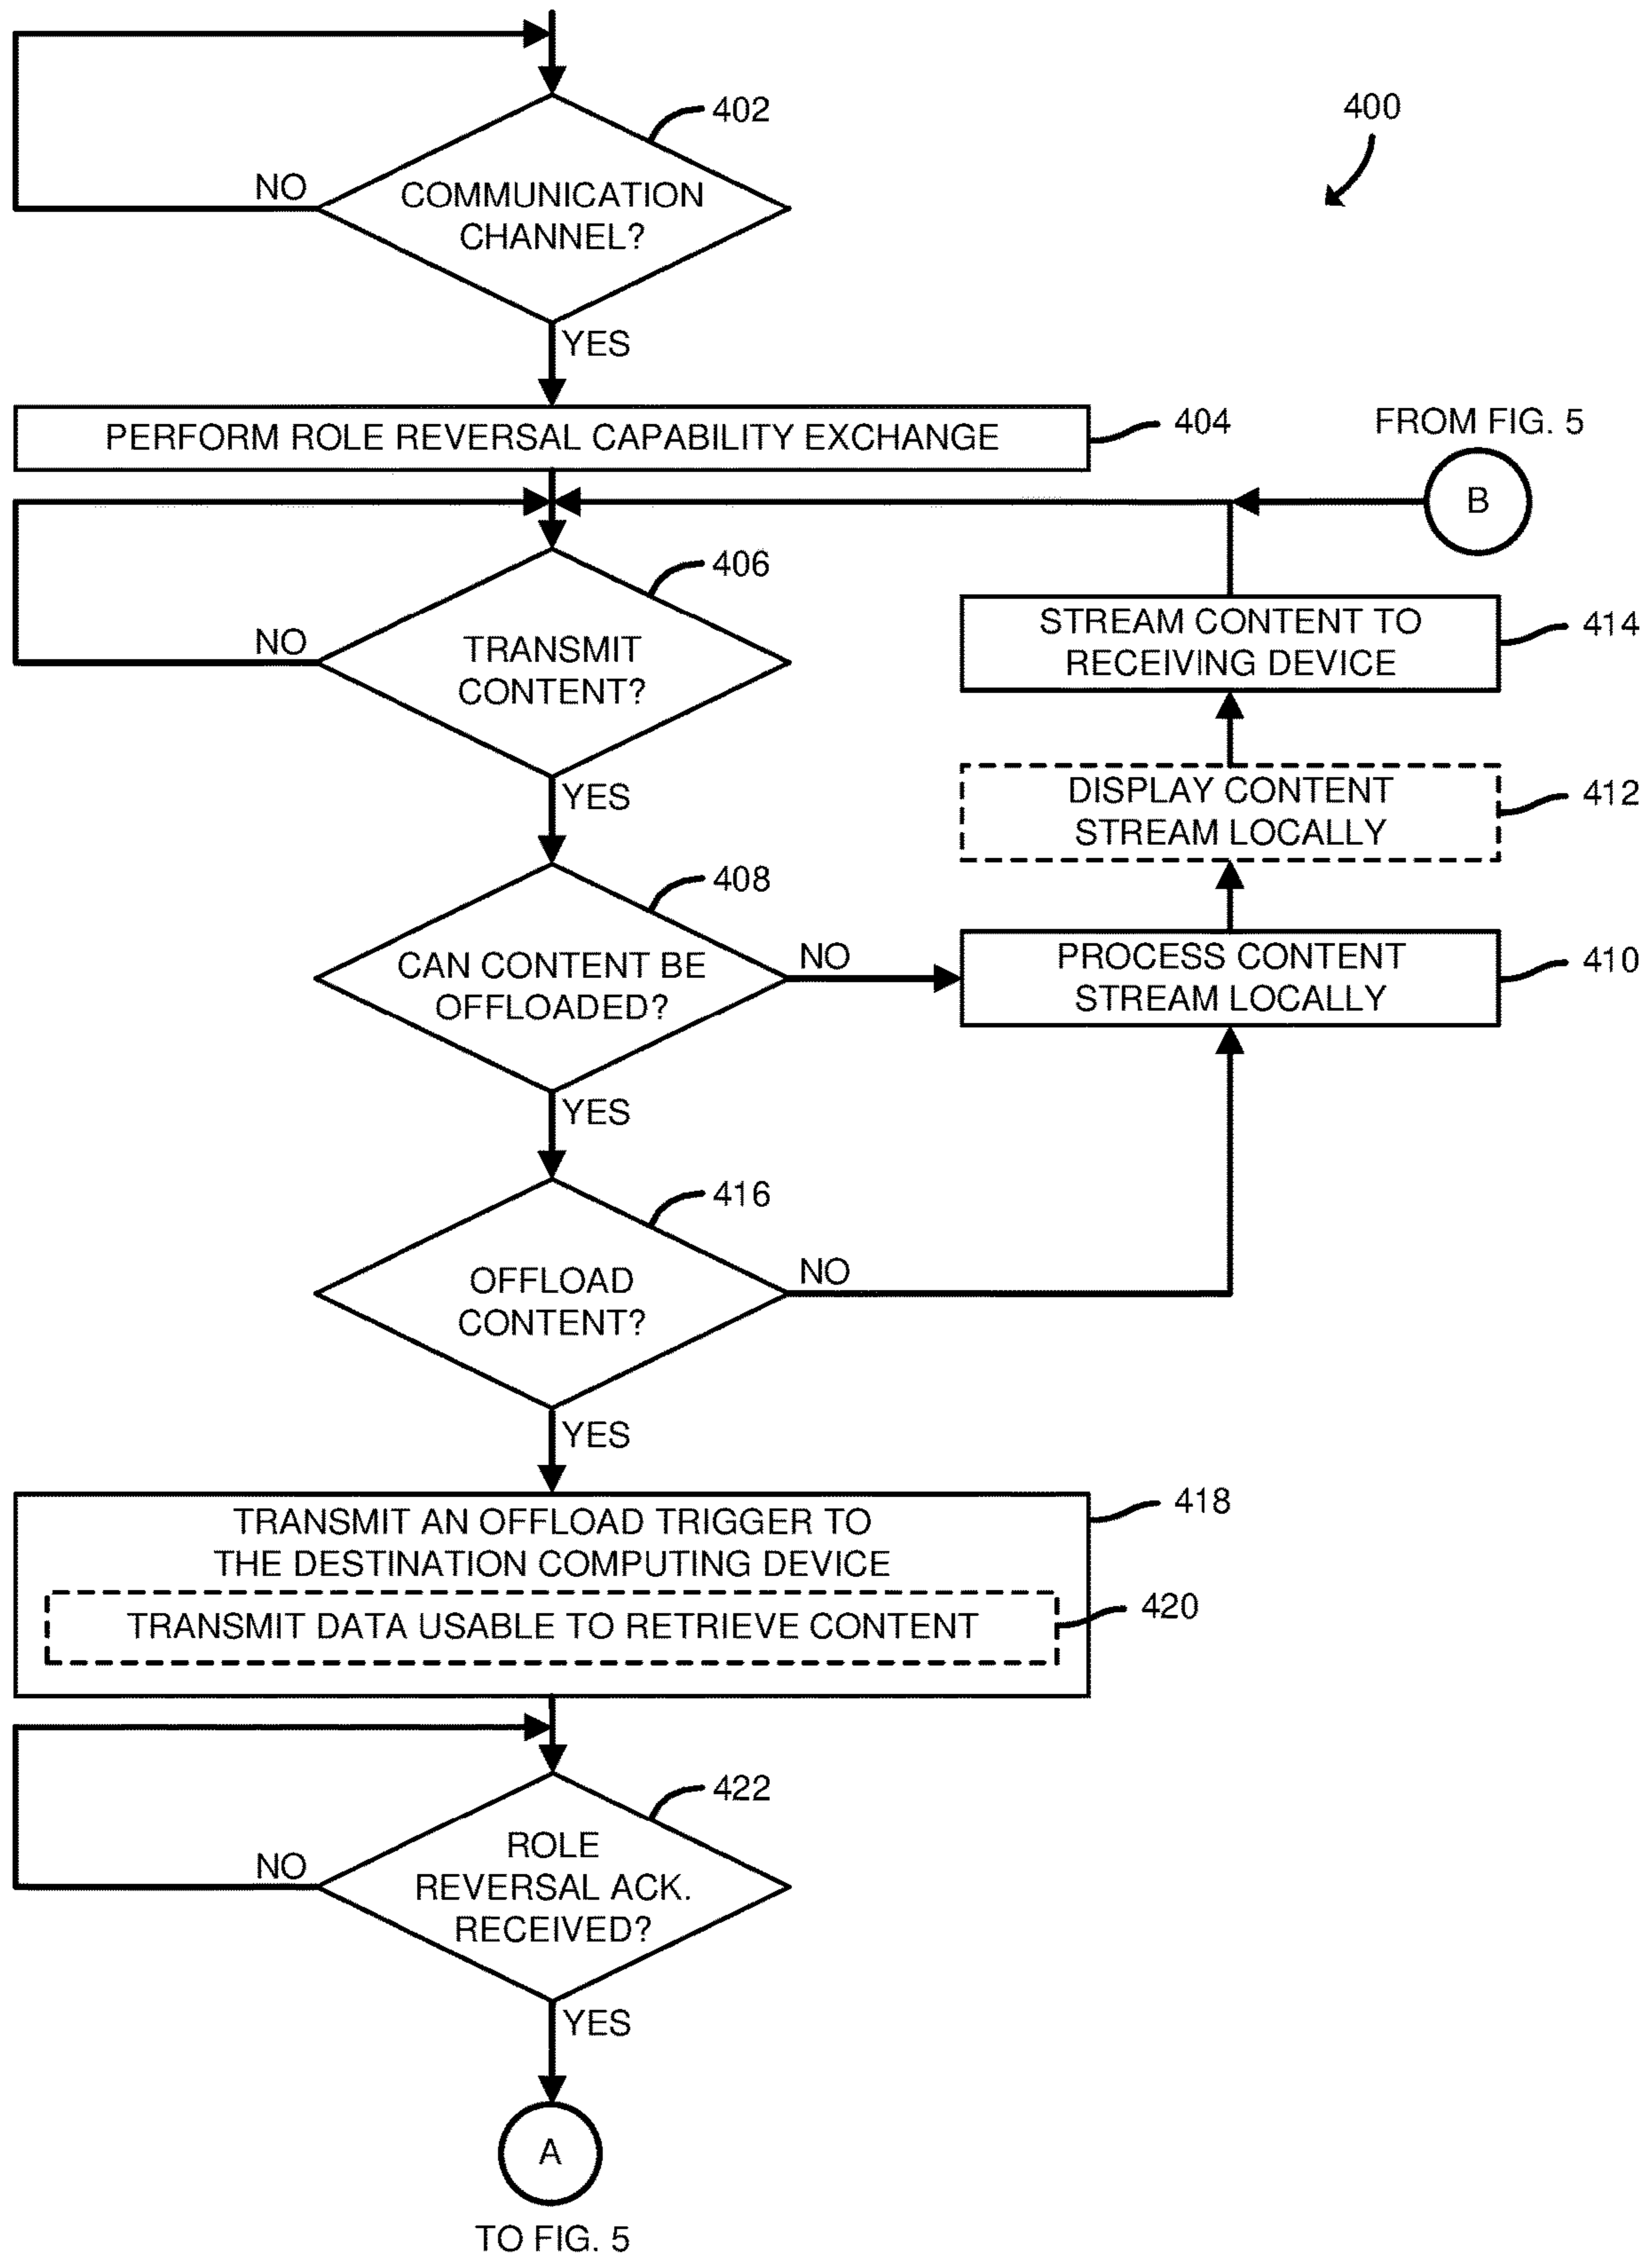 400
402
NO
COMMUNICATION
CHANNEL?
YES
PERFORM ROLE REVERSAL CAPABILITY EXCHANGE
404
FROM FIG. 5
B
406
NO
TRANSMIT
CONTENT?
YES
STREAM CONTENT TO
RECEIVING DEVICE
414
DISPLAY CONTENT
STREAM LOCALLY
412
408
CAN CONTENT BE
OFFLOADED?
NO
PROCESS CONTENT
STREAM LOCALLY
410
YES
416
OFFLOAD
CONTENT?
NO
YES
TRANSMIT AN OFFLOAD TRIGGER TO
THE DESTINATION COMPUTING DEVICE
418
TRANSMIT DATA USABLE TO RETRIEVE CONTENT
420
422
NO
ROLE
REVERSAL ACK.
RECEIVED?
YES
A
TO FIG. 5